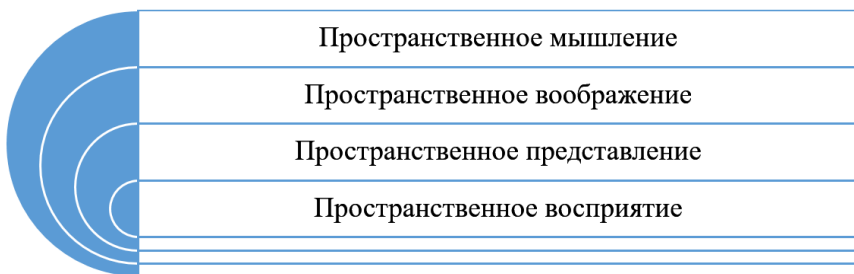 Пространственное мышление
Пространственное воображение
Пространственное представление
Пространственное восприятие